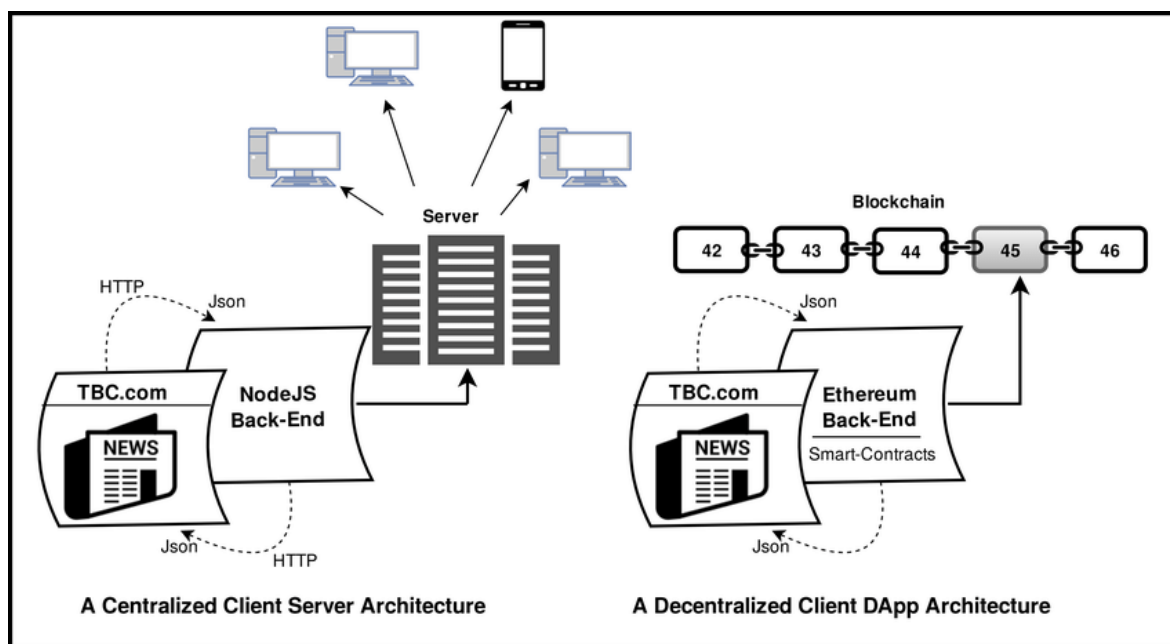 Server
HTTP
Json
TBC.com
NEWS
NodeJS
Back-End
Json
HTTP
A Centralized Client Server Architecture
Blockchain
42
43
44
45
46
Json
TBC.com
NEWS
Ethereum
Back-End
Smart-Contracts
Json
A Decentralized Client DApp Architecture